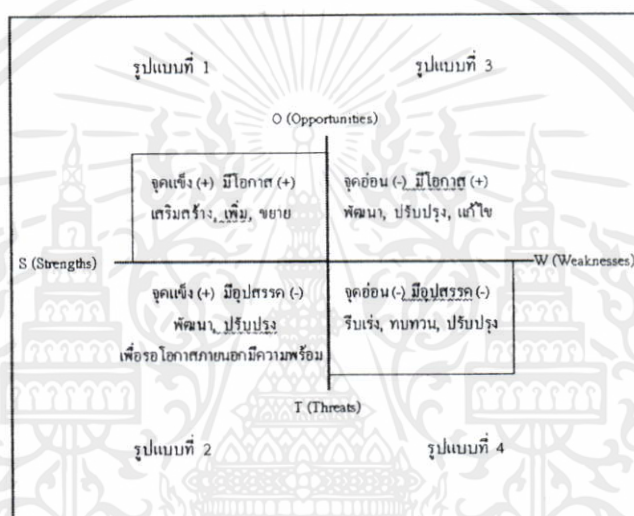 รูปแบบที่ 1
รูปแบบที่ 3
O (Opportunities)
จุดแข็ง (+) มีโอกาส (+)
เสริมสร้าง, เพิ่ม, ขยาย
จุดอ่อน (-) มีโอกาส (+)
พัฒนา, ปรับปรุง, แก้ไข
S (Strengths)
W (Weaknesses)
จุดแข็ง (+) มีอุปสรรค (-)
พัฒนา, ปรับปรุง
เพื่อรอโอกาสภายนอกมีความพร้อม
จุดอ่อน (-) มีอุปสรรค (-)
รีบเร่ง, ทบทวน, ปรับปรุง
T (Threats)
รูปแบบที่ 2
รูปแบบที่ 4